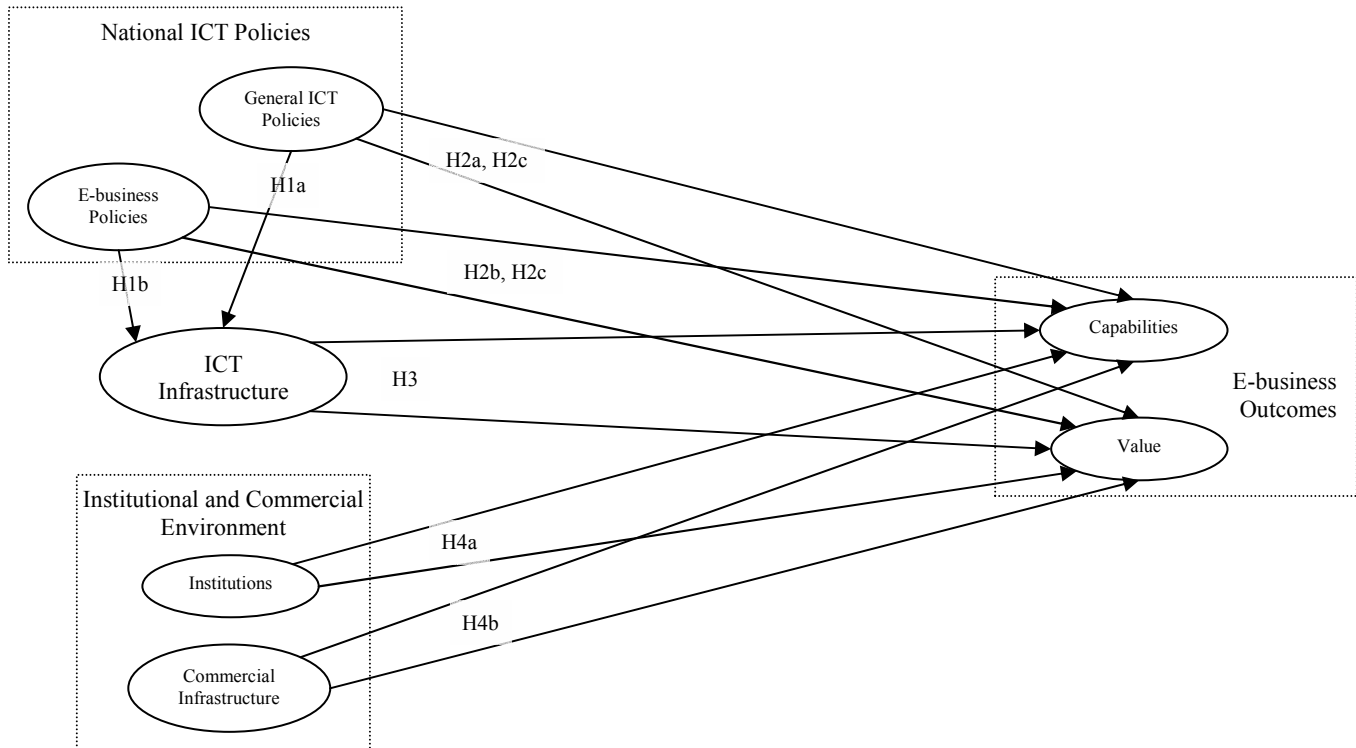 National ICT Policies
General ICT
Policies
H2a, H2c
H1a
E-business
Policies
H2b, H2c
H1b
Capabilities
ICT
Infrastructure
H3
E-business
Outcomes
Value
Institutional and Commercial
Environment
H4a
Institutions
H4b
Commercial
Infrastructure